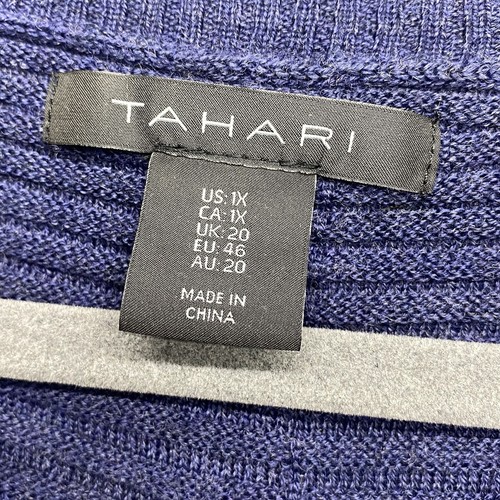 TAHARI
US: 1X
CA: 1X
UK: 20
EU: 46
AU: 20
MADE IN
CHINA